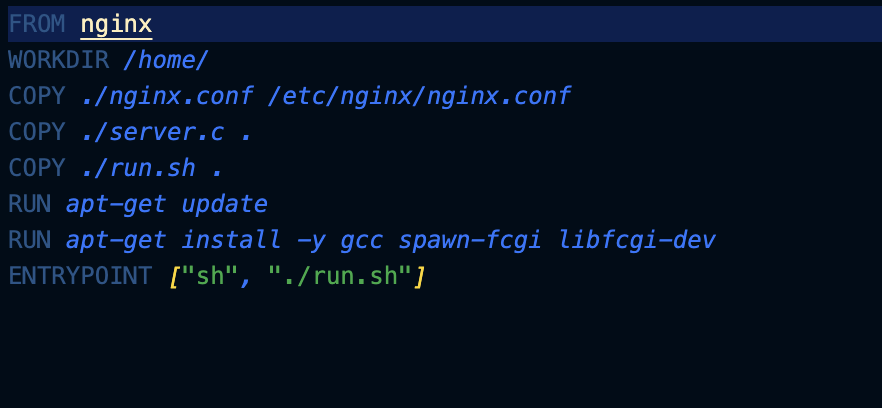 FROM nginx
WORKDIR /home/
COPY ./nginx.conf /etc/nginx/nginx.conf
COPY ./server.c .
COPY ./run.sh .
RUN apt-get update
RUN apt-get install -y gcc spawn-fcgi libfcgi-dev
ENTRYPOINT ["sh", "./run.sh"]